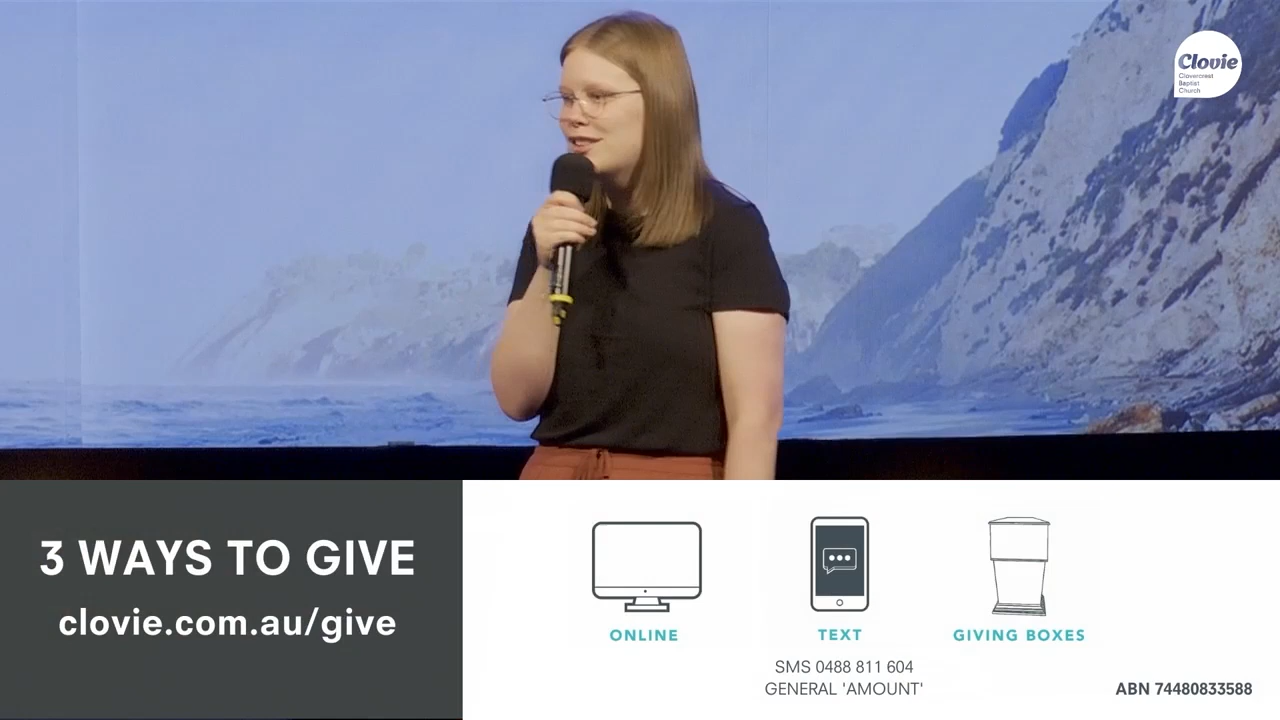 Clovie
Clovercrest
Baptist
Church
3 WAYS TO GIVE
clovie.com.au/give
ONLINE
TEXT
GIVING BOXES
SMS 0488 811 604
GENERAL 'AMOUNT'
ABN 74480833588